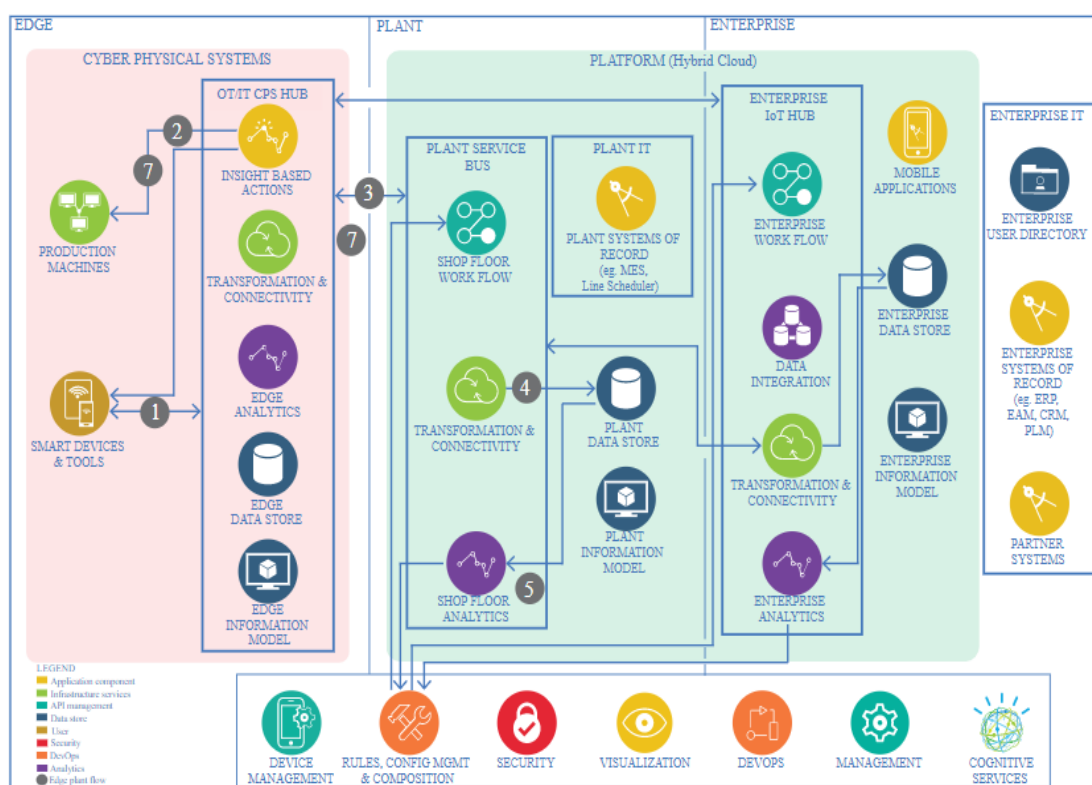 EDGE
PLANT
ENTERPRISE
CYBER PHYSICAL SYSTEMS
PLATFORM (Hybrid Cloud)
OT/IT CPS HUB
2
INSIGHT BASED
ACTIONS
7
PRODUCTION
MACHINES
TRANSFORMATION &
CONNECTIVITY
EDGE
ANALYTICS
1
SMART DEVICES
& TOOLS
EDGE
DATA STORE
EDGE
INFORMATION
MODEL
3
7
PLANT SERVICE
BUS
SHOP FLOOR
WORK FLOW
PLANT IT
PLANT SYSTEMS OF
RECORD
(eg. MES,
Line Scheduler)
4
TRANSFORMATION &
CONNECTIVITY
PLANT
DATA STORE
PLANT
INFORMATION
MODEL
5
SHOP FLOOR
ANALYTICS
ENTERPRISE
IoT HUB
ENTERPRISE
WORK FLOW
DATA
INTEGRATION
TRANSFORMATION &
CONNECTIVITY
ENTERPRISE
ANALYTICS
MOBILE
APPLICATIONS
ENTERPRISE
DATA STORE
ENTERPRISE
INFORMATION
MODEL
ENTERPRISE IT
ENTERPRISE
USER DIRECTORY
ENTERPRISE
SYSTEMS OF
RECORD
(eg. ERP,
EAM, CRM,
PLM)
PARTNER
SYSTEMS
LEGEND
Application component
Infrastructure services
API management
Data store
User
Security
DevOps
Analytics
Edge plant flow
DEVICE
MANAGEMENT
RULES, CONFIG MGMT
& COMPOSITION
SECURITY
VISUALIZATION
DEVOPS
MANAGEMENT
COGNITIVE
SERVICES